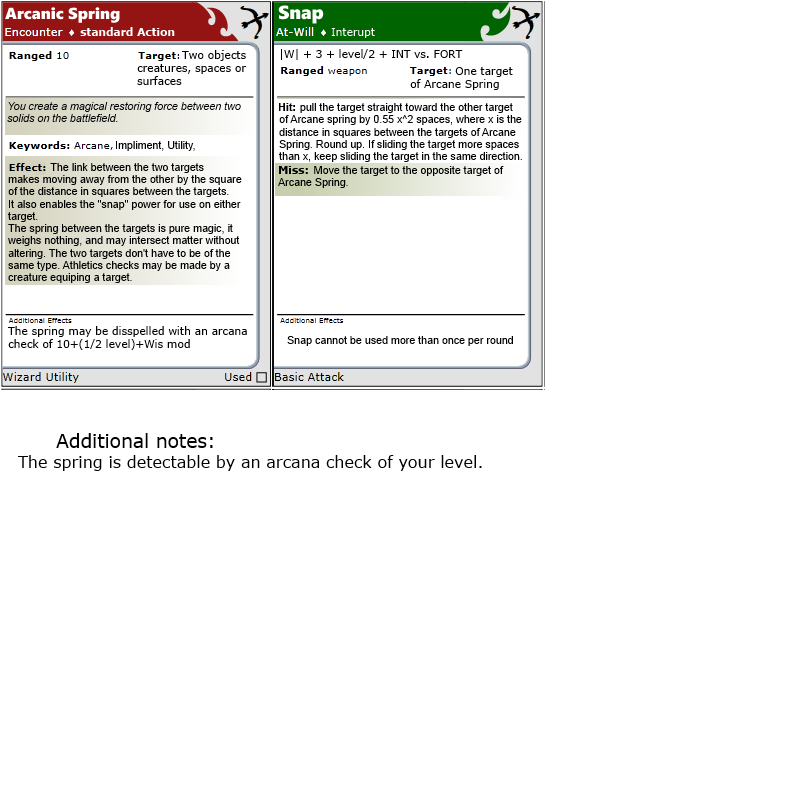 Arcanic Spring
Encounter ♦ standard Action
Ranged 10
Target: Two objects
creatures, spaces or
surfaces
You create a magical restoring force between two
solids on the battlefield.
Keywords: Arcane, Impliment, Utility,
Effect: The link between the two targets
makes moving away from the other by the square
of the distance in squares between the targets.
It also enables the "snap" power for use on either
target.
The spring between the targets is pure magic, it
weighs nothing, and may intersect matter without
altering. The two targets don't have to be of the
same type. Athletics checks may be made by a
creature equiping a target.
Additional Effects
The spring may be disspelled with an arcana
check of 10+(1/2 level)+Wis mod
Wizard Utility
Used
Snap
At-Will ♦ Interupt
|W| + 3 + level/2 + INT vs. FORT
Ranged weapon
Target: One target
of Arcane Spring
Hit: pull the target straight toward the other target
of Arcane spring by 0.55 x^2 spaces, where x is the
distance in squares between the targets of Arcane
Spring. Round up. If sliding the target more spaces
than x, keep sliding the target in the same direction.
Miss: Move the target to the opposite target of
Arcane Spring.
Additional Effects
Snap cannot be used more than once per round
Basic Attack
Additional notes:
The spring is detectable by an arcana check of your level.